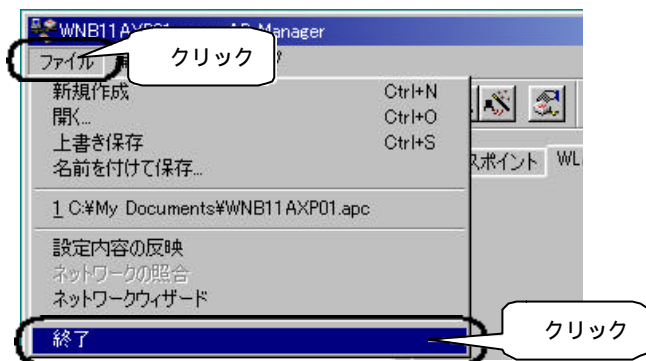 WNB11AXP01 AP Manager
ファイル
クリック
新規作成 Ctrl+N
開く... Ctrl+O
上書き保存 Ctrl+S
名前を付けて保存...
スポイント WL
1 C:¥My Documents¥WNB11AXP01.apc
設定内容の反映
ネットワークの照合
ネットワークウィザード
終了
クリック